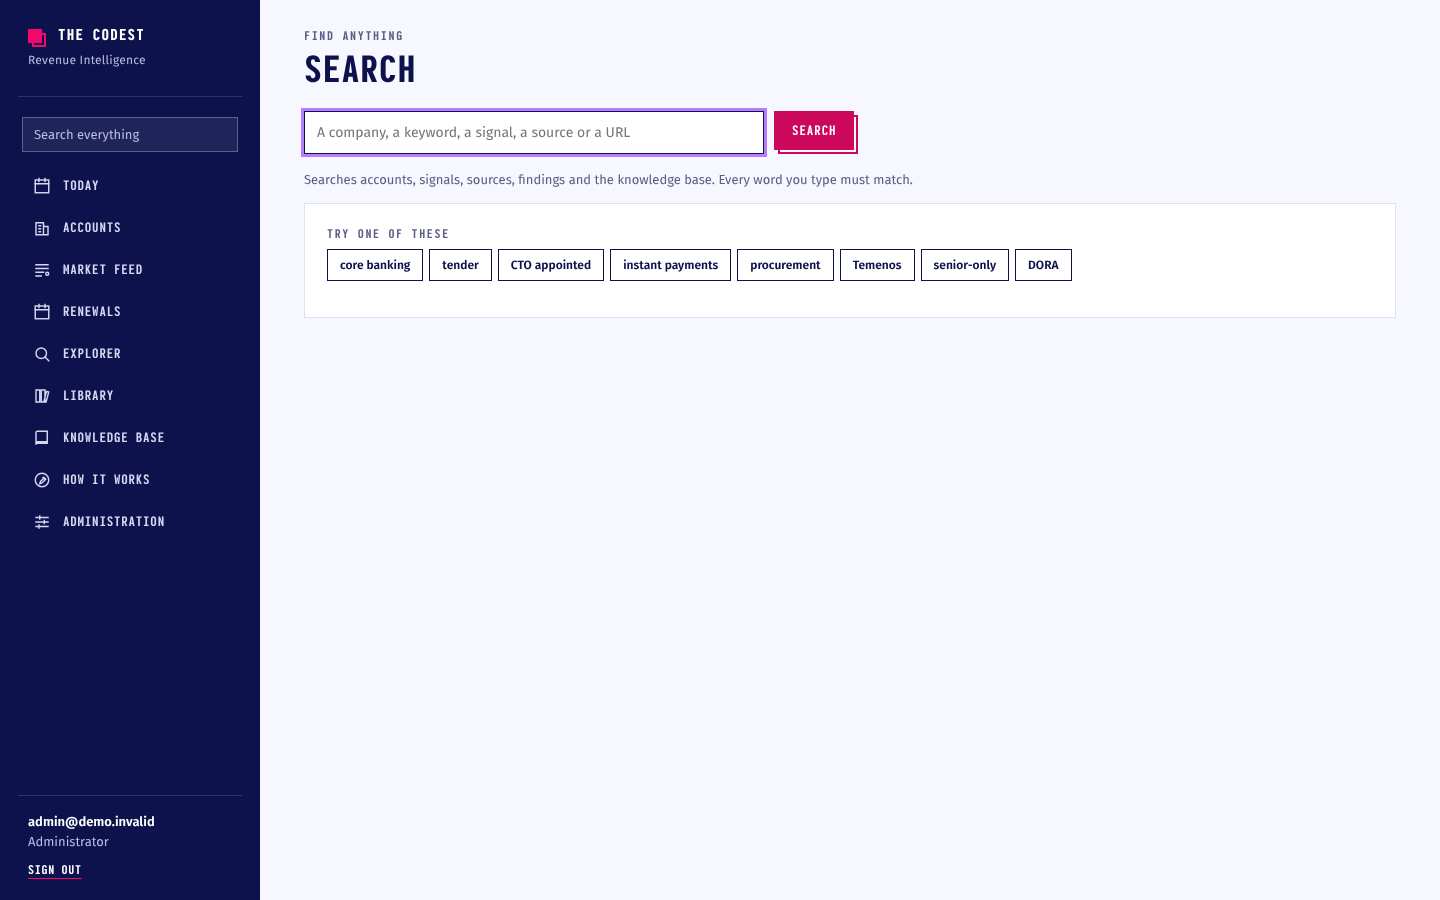 THE CODEST
Revenue Intelligence
Search everything
TODAY
ACCOUNTS
MARKET FEED
RENEWALS
EXPLORER
LIBRARY
KNOWLEDGE BASE
HOW IT WORKS
ADMINISTRATION
admin@demo.invalid
Administrator
SIGN OUT
FIND ANYTHING
SEARCH
A company, a keyword, a signal, a source or a URL
SEARCH
Searches accounts, signals, sources, findings and the knowledge base. Every word you type must match.
TRY ONE OF THESE
core banking tender CTO appointed instant payments procurement Temenos senior-only DORA